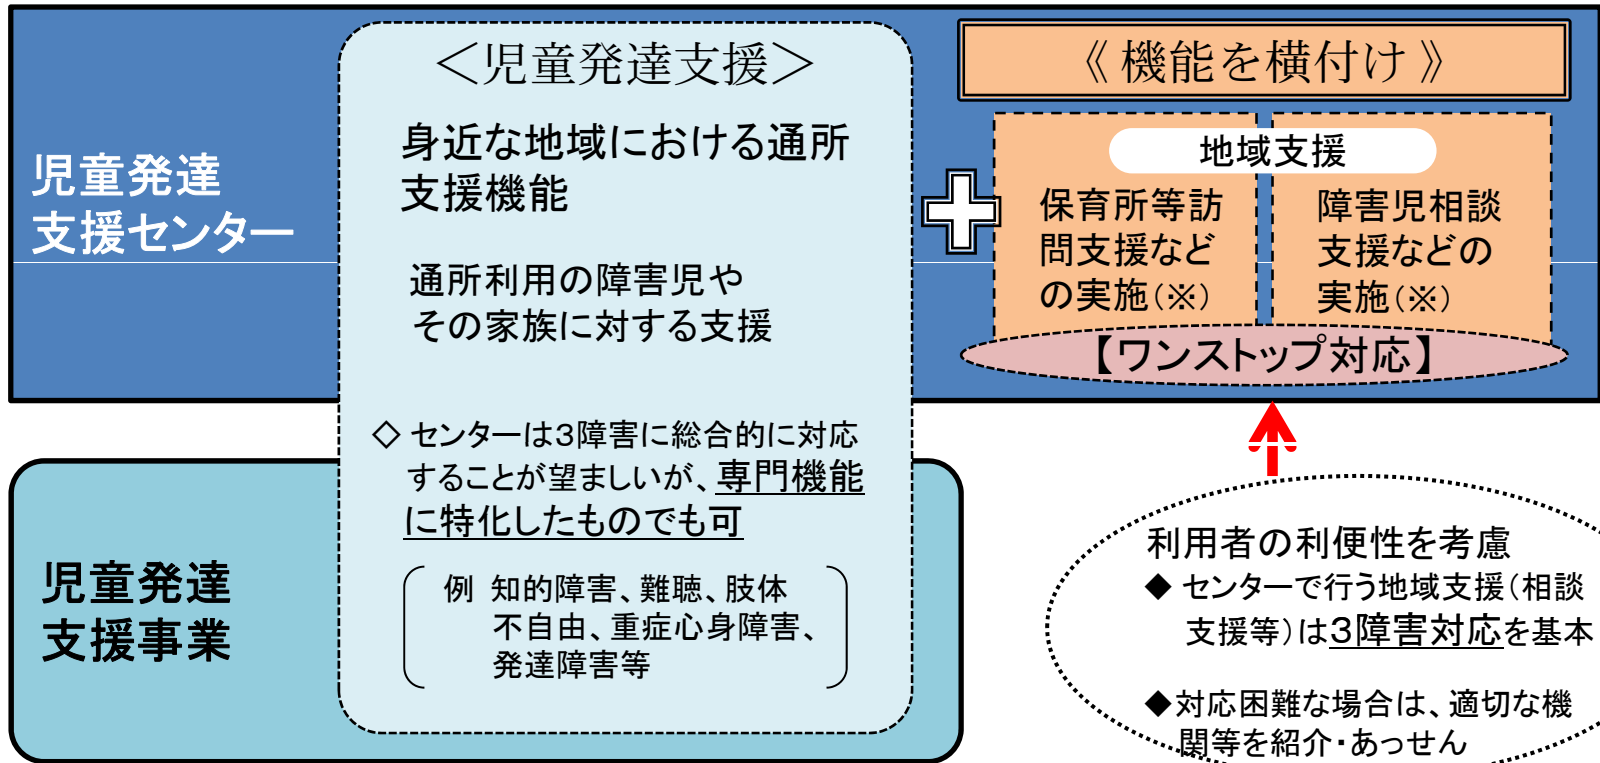 児童発達
支援センター
＜児童発達支援＞
身近な地域における通所
支援機能
通所利用の障害児や
その家族に対する支援
◇ センターは３障害に総合的に対応
することが望ましいが、専門機能
に特化したものでも可
例 知的障害、難聴、肢体
不自由、重症心身障害、
発達障害等
《 機能を横付け 》
地域支援
保育所等訪
問支援など
の実施(※)
障害児相談
支援などの
実施(※)
【ワンストップ対応】
児童発達
支援事業
利用者の利便性を考慮
◆ センターで行う地域支援(相談
支援等)は３障害対応を基本
◆対応困難な場合は、適切な機
関等を紹介・あっせん